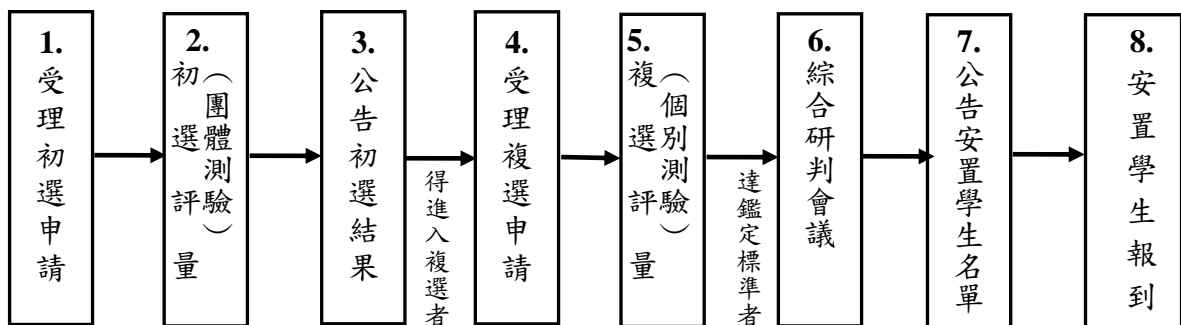 1.
受理初選申請
2.
初選評量
（團體測驗）
3.
公告初選結果
得進入複選者
4.
受理複選申請
5.
複選評量
（個別測驗）
達鑑定標準者
6.
綜合研判會議
7.
公告安置學生名單
8.
安置學生報到